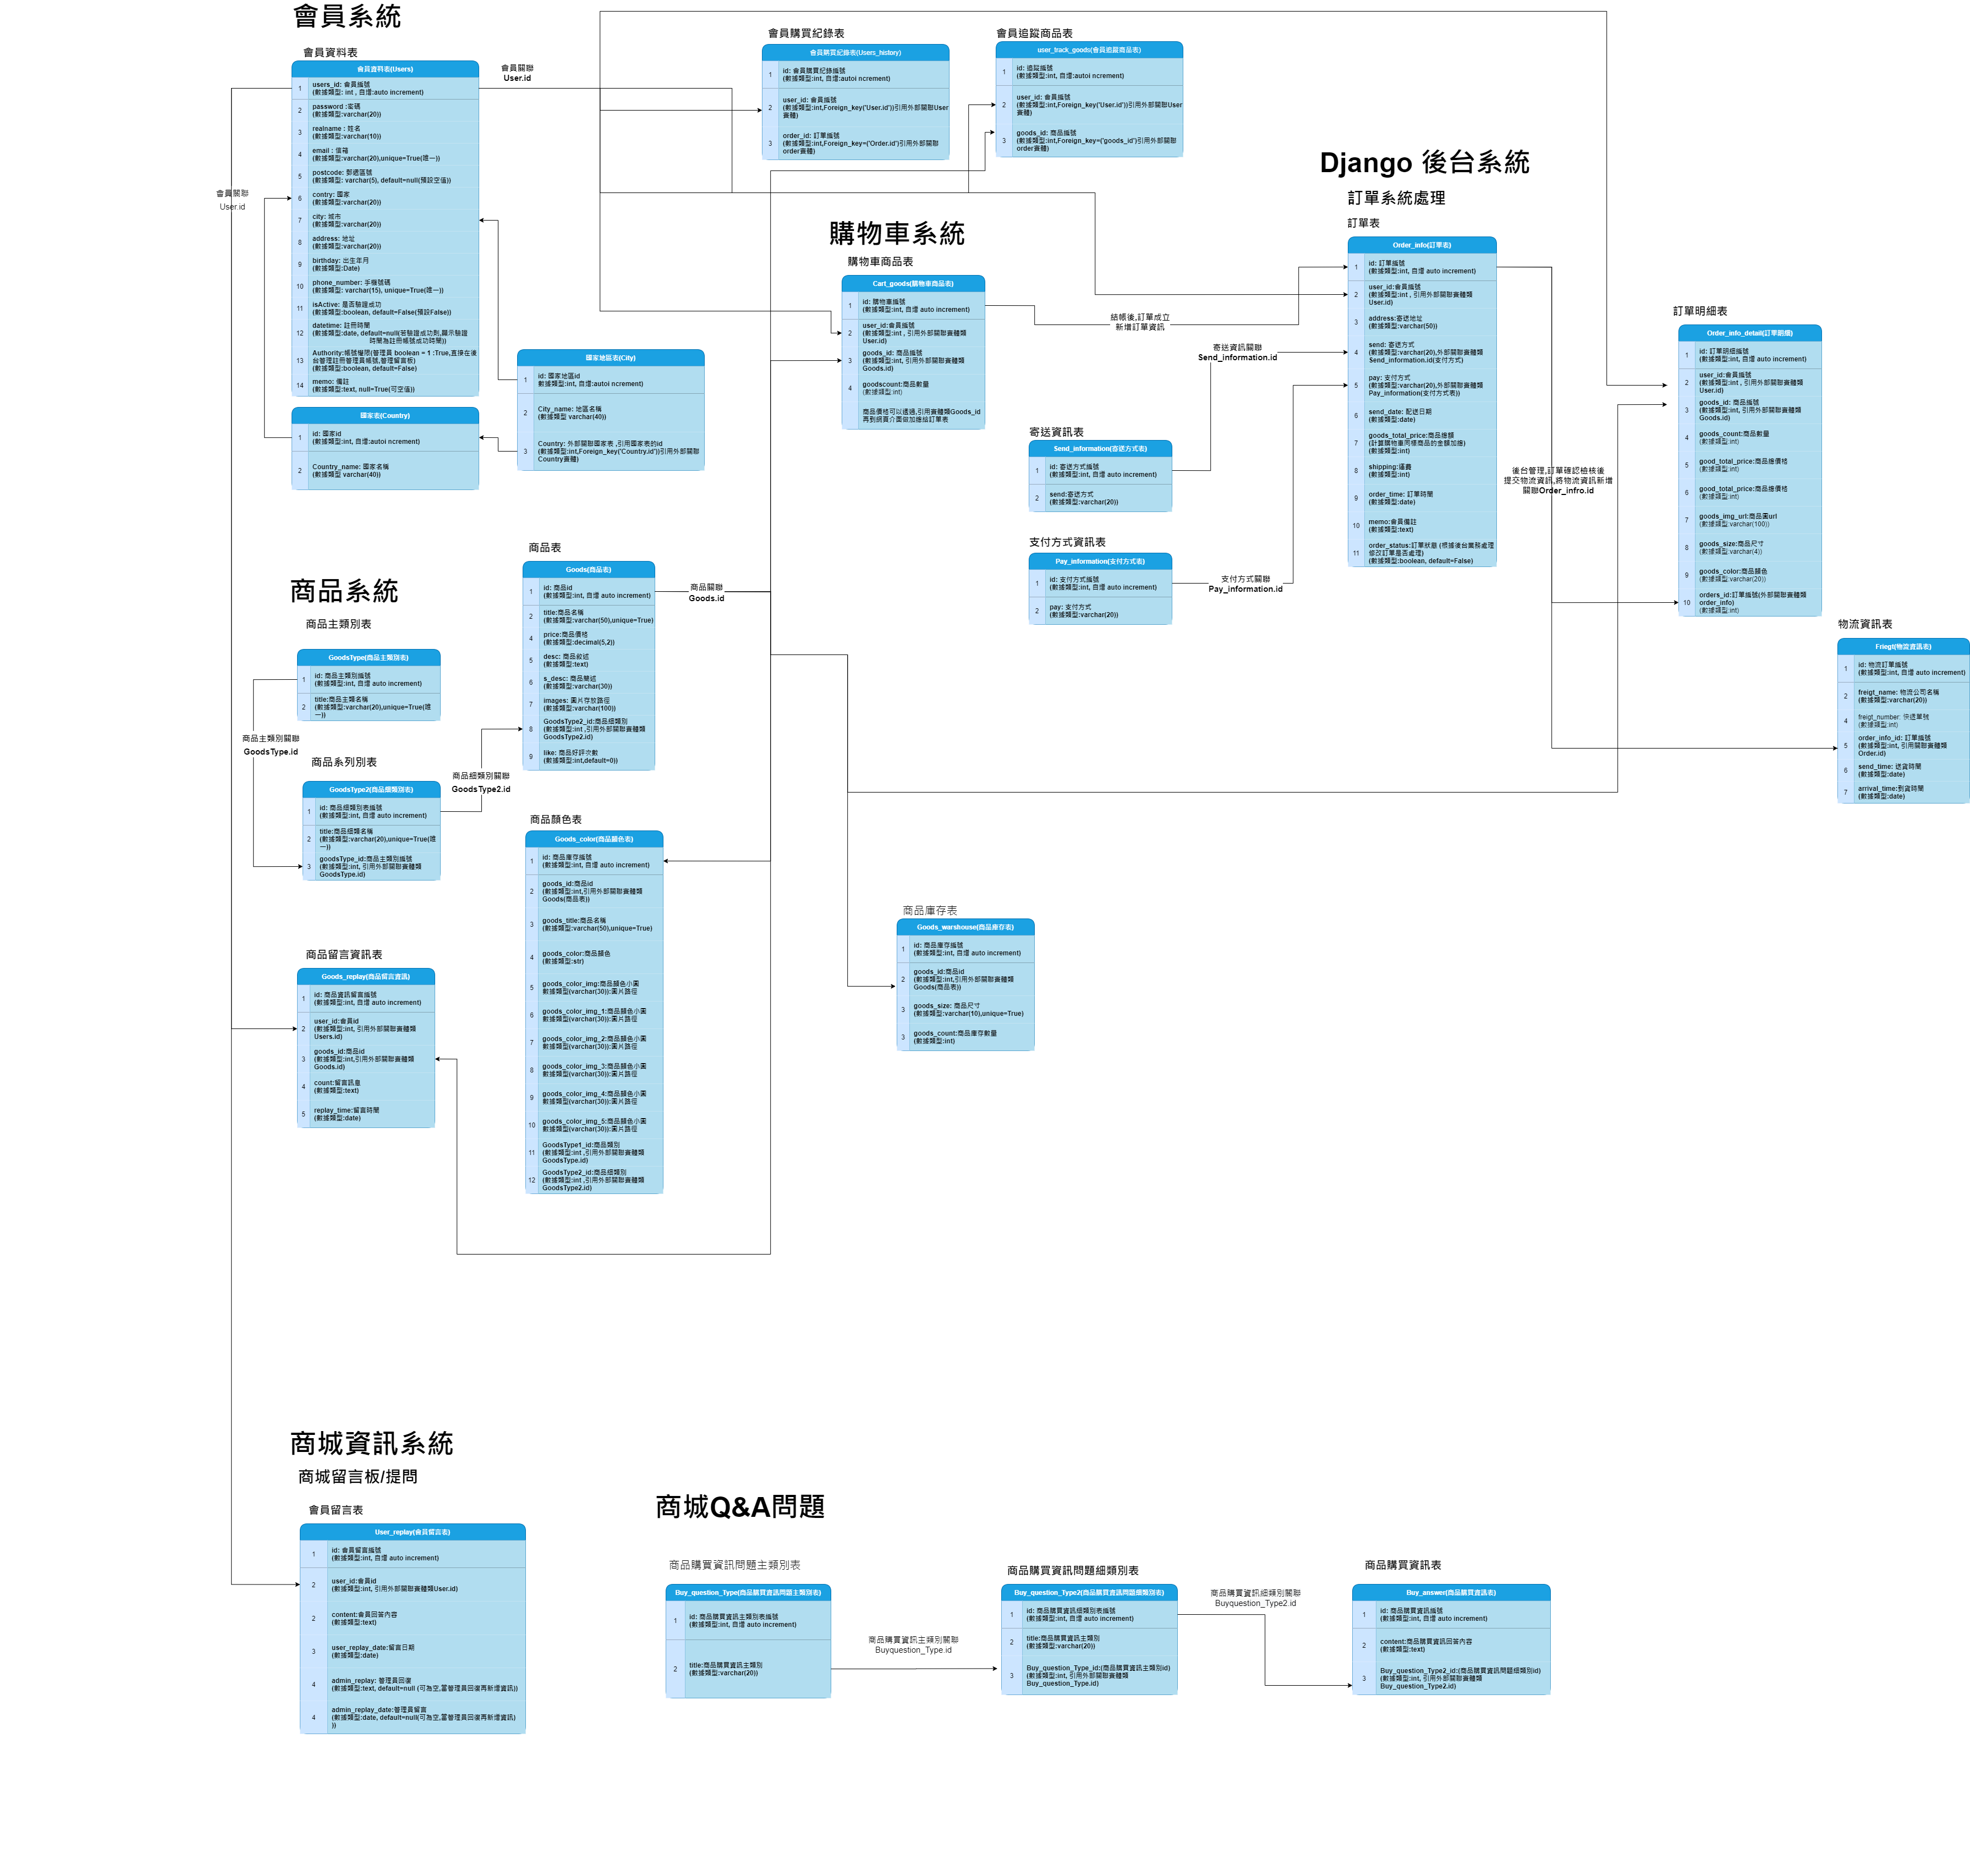 會員系統
會員資料表
會員資料表(Users)
1
users_id: 會員編號
(數據類型: int , 自增:auto increment)
2
password :密碼
(數據類型:varchar(20))
3
realname : 姓名
(數據類型:varchar(10))
4
email : 信箱
(數據類型:varchar(20),unique=True(唯一))
5
postcode: 郵遞區號
(數據類型: varchar(5), default=null(預設空值))
6
contry: 國家
(數據類型:varchar(20))
7
city: 城市
(數據類型:varchar(20))
8
address: 地址
(數據類型:varchar(20))
9
birthday: 出生年月
(數據類型:Date)
10
phone_number: 手機號碼
(數據類型: varchar(15), unique=True(唯一))
11
isActive: 是否驗證成功
(數據類型:boolean, default=False(預設False))
12
datetime: 註冊時間
(數據類型:date, default=null(若驗證成功則,顯示驗證
時間為註冊帳號成功時間))
13
Authority:帳號權限(管理員 boolean = 1 :True,直接在後
台管理註冊管理員帳號,管理留言板)
(數據類型:boolean, default=False)
14
memo: 備註
(數據類型:text, null=True(可空值))
會員關聯
User.id
會員關聯
User.id
國家表(Country)
1
id: 國家id
(數據類型:int, 自增:autoi ncrement)
2
Country_name: 國家名稱
(數據類型 varchar(40))
國家地區表(City)
1
id: 國家地區id
數據類型:int, 自增:autoi ncrement)
2
City_name: 地區名稱
(數據類型 varchar(40))
3
Country: 外部關聯國家表 ,引用國家表的id
(數據類型:int,Foreign_key('Country.id'))引用外部關聯
Country賣體)
會員購買紀錄表
會員購買紀錄表(Users_history)
1
id: 會員購買紀錄編號
(數據類型:int, 自增:autoi ncrement)
2
user_id: 會員編號
(數據類型:int,Foreign_key('User.id'))引用外部關聯User
賣體)
3
order_id: 訂單編號
(數據類型:int,Foreign_key=('Order.id')引用外部關聯
order賣體)
會員追蹤商品表
user_track_goods(會員追蹤商品表)
1
id: 追蹤編號
(數據類型:int, 自增:autoi ncrement)
2
user_id: 會員編號
(數據類型:int,Foreign_key('User.id'))引用外部關聯User
賣體)
3
goods_id: 商品編號
(數據類型:int,Foreign_key=('goods_id')引用外部關聯
order賣體)
購物車系統
購物車商品表
Cart_goods(購物車商品表)
1
id: 購物車編號
(數據類型:int, 自增 auto increment)
2
user_id:會員編號
(數據類型:int , 引用外部關聯賣體類
User.id)
3
goods_id: 商品編號
(數據類型:int, 引用外部關聯賣體類
Goods.id)
4
goodscount:商品數量
(數據類型:int)
商品價格可以透過,引用賣體類Goods_id
再到網頁介面做加總給訂單表
結帳後,訂單成立
新增訂單資訊
寄送資訊表
Send_information(寄送方式表)
1
id: 寄送方式編號
(數據類型:int, 自增 auto increment)
2
send:寄送方式
(數據類型:varchar(20))
寄送資訊關聯
Send_information.id
支付方式資訊表
Pay_information(支付方式表)
1
id: 支付方式編號
(數據類型:int, 自增 auto increment)
2
pay: 支付方式
(數據類型:varchar(20))
支付方式關聯
Pay_information.id
Django 後台系統
訂單系統處理
訂單表
Order_info(訂單表)
1
id: 訂單編號
(數據類型:int, 自增 auto increment)
2
user_id:會員編號
(數據類型:int , 引用外部關聯賣體類
User.id)
3
address:寄送地址
(數據類型:varchar(50))
4
send: 寄送方式
(數據類型:varchar(20),外部關聯賣體類
Send_information.id(支付方式)
5
pay: 支付方式
(數據類型:varchar(20),外部關聯賣體類
Pay_information(支付方式表))
6
send_date: 配送日期
(數據類型:date)
7
goods_total_price:商品總額
(計算購物車同樣商品的金額加總)
(數據類型:int)
8
shipping:運費
(數據類型:int)
9
order_time: 訂單時間
(數據類型:date)
10
memo:會員備註
(數據類型:text)
11
order_status:訂單狀態 (根據後台業務處理
修改訂單是否處理)
(數據類型:boolean, default=False)
後台管理,訂單確認檢核後
提交物流資訊,將物流資訊新增
關聯Order_infro.id
訂單明細表
Order_info_detail(訂單明細)
1
id: 訂單明細編號
(數據類型:int, 自增 auto increment)
2
user_id:會員編號
(數據類型:int , 引用外部關聯賣體類
User.id)
3
goods_id: 商品編號
(數據類型:int, 引用外部關聯賣體類
Goods.id)
4
goods_count:商品數量
(數據類型:int)
5
good_total_price:商品總價格
(數據類型:int)
6
good_total_price:商品總價格
(數據類型:int)
7
goods_img_url:商品圖url
(數據類型:varchar(100))
8
goods_size:商品尺寸
(數據類型:varchar(4))
9
goods_color:商品顏色
(數據類型:varchar(20))
10
orders_id:訂單編號(外部關聯賣體類
order_info)
(數據類型:int)
物流資訊表
Friegt(物流資訊表)
1
id: 物流訂單編號
(數據類型:int, 自增 auto increment)
2
freigt_name: 物流公司名稱
(數據類型:varchar(20))
4
freigt_number: 快遞單號
(數據類型:int)
5
order_info_id: 訂單編號
(數據類型:int, 引用關聯賣體類
Order.id)
6
send_time: 送貨時間
(數據類型:date)
7
arrival_time:到貨時間
(數據類型:date)
商品系統
商品主類別表
GoodsType(商品主類別表)
1
id: 商品主類別編號
(數據類型:int, 自增 auto increment)
2
title:商品主類名稱
(數據類型:varchar(20),unique=True(唯
一))
商品主類別關聯
GoodsType.id
商品系列別表
GoodsType2(商品細類別表)
1
id: 商品細類別表編號
(數據類型:int, 自增 auto increment)
2
title:商品細類名稱
(數據類型:varchar(20),unique=True(唯
一))
3
goodsType_id:商品主類別編號
(數據類型:int, 引用外部關聯賣體類
GoodsType.id)
商品細類別關聯
GoodsType2.id
商品表
Goods(商品表)
1
id: 商品id
(數據類型:int, 自增 auto increment)
2
title:商品名稱
(數據類型:varchar(50),unique=True)
4
price:商品價格
(數據類型:decimal(5,2))
5
desc: 商品敘述
(數據類型:text)
6
s_desc: 商品簡述
(數據類型:varchar(30))
7
images: 圖片存放路徑
(數據類型:varchar(100))
8
GoodsType2_id:商品細類別
(數據類型:int ,引用外部關聯賣體類
GoodsType2.id)
9
like: 商品好評次數
(數據類型:int,default=0))
商品關聯
Goods.id
商品顏色表
Goods_color(商品顏色表)
1
id: 商品庫存編號
(數據類型:int, 自增 auto increment)
2
goods_id:商品id
(數據類型:int,引用外部關聯賣體類
Goods(商品表))
3
goods_title:商品名稱
(數據類型:varchar(50),unique=True)
4
goods_color:商品顏色
(數據類型:str)
5
goods_color_img:商品顏色小圖
數據類型(varchar(30)):圖片路徑
6
goods_color_img_1:商品顏色小圖
數據類型(varchar(30)):圖片路徑
7
goods_color_img_2:商品顏色小圖
數據類型(varchar(30)):圖片路徑
8
goods_color_img_3:商品顏色小圖
數據類型(varchar(30)):圖片路徑
9
goods_color_img_4:商品顏色小圖
數據類型(varchar(30)):圖片路徑
10
goods_color_img_5:商品顏色小圖
數據類型(varchar(30)):圖片路徑
11
GoodsType1_id:商品類別
(數據類型:int ,引用外部關聯賣體類
GoodsType.id)
12
GoodsType2_id:商品細類別
(數據類型:int ,引用外部關聯賣體類
GoodsType2.id)
商品庫存表
Goods_warshouse(商品庫存表)
1
id: 商品庫存編號
(數據類型:int, 自增 auto increment)
2
goods_id:商品id
(數據類型:int,引用外部關聯賣體類
Goods(商品表))
3
goods_size: 商品尺寸
(數據類型:varchar(10),unique=True)
3
goods_count:商品庫存數量
(數據類型:int)
商品留言資訊表
Goods_replay(商品留言資訊)
1
id: 商品資訊留言編號
(數據類型:int, 自增 auto increment)
2
user_id:會員id
(數據類型:int, 引用外部關聯賣體類
Users.id)
3
goods_id:商品id
(數據類型:int,引用外部關聯賣體類
Goods.id)
4
count:留言訊息
(數據類型:text)
5
replay_time:留言時間
(數據類型:date)
商城資訊系統
商城留言板/提問
會員留言表
User_replay(會員留言表)
1
id: 會員留言編號
(數據類型:int, 自增 auto increment)
2
user_id:會員id
(數據類型:int, 引用外部關聯賣體類User.id)
2
content:會員回答內容
(數據類型:text)
3
user_replay_date:留言日期
(數據類型:date)
4
admin_replay: 管理員回復
(數據類型:text, default=null (可為空,當管理員回復再新增資訊))
4
admin_replay_date:管理員留言
(數據類型:date, default=null(可為空,當管理員回復再新增資訊)
))
商城Q&A問題
商品購買資訊問題主類別表
Buy_question_Type(商品購買資訊問題主類別表)
1
id: 商品購買資訊主類別表編號
(數據類型:int, 自增 auto increment)
2
title:商品購買資訊主類別
(數據類型:varchar(20))
商品購買資訊主類別關聯
Buyquestion_Type.id
商品購買資訊問題細類別表
Buy_question_Type2(商品購買資訊問題細類別表)
1
id: 商品購買資訊細類別表編號
(數據類型:int, 自增 auto increment)
2
title:商品購買資訊主類別
(數據類型:varchar(20))
3
Buy_question_Type_id:(商品購買資訊主類別id)
(數據類型:int, 引用外部關聯賣體類
Buy_question_Type.id)
商品購買資訊細類別關聯
Buyquestion_Type2.id
商品購買資訊表
Buy_answer(商品購買資訊表)
1
id: 商品購買資訊編號
(數據類型:int, 自增 auto increment)
2
content:商品購買資訊回答內容
(數據類型:text)
3
Buy_question_Type2_id:(商品購買資訊問題細類別id)
(數據類型:int, 引用外部關聯賣體類
Buy_question_Type2.id)